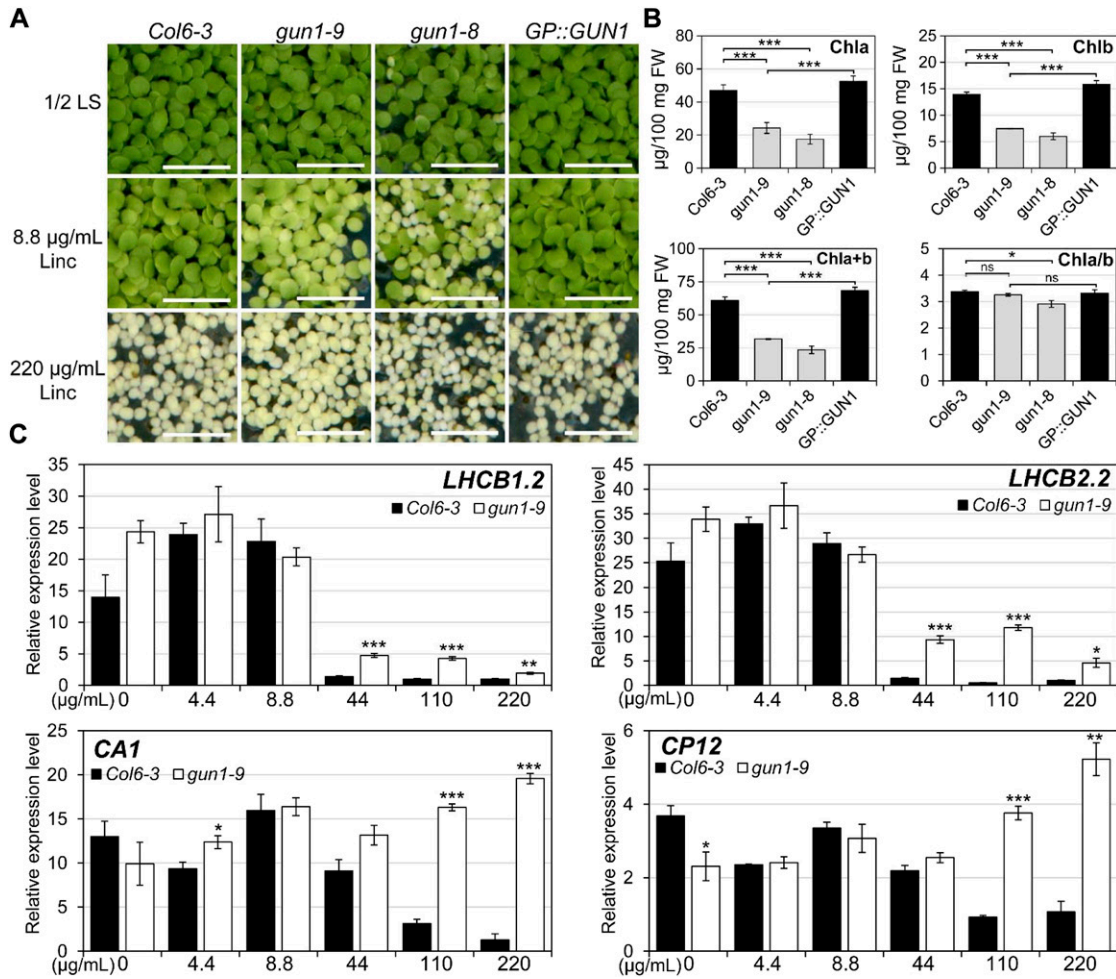 A
Col6-3 gun1-9 gun1-8 GP::GUN1
1/2 LS
8.8 µg/mL
Linc
220 µg/mL
Linc
B
Chla
***
*** ***
µg/100 mg FW
80
60
40
20
0
Col6-3 gun1-9 gun1-8 GP::GUN1
Chlb
***
*** ***
µg/100 mg FW
25
20
15
10
5
0
Col6-3 gun1-9 gun1-8 GP::GUN1
Chla+b
***
*** ***
µg/100 mg FW
100
75
50
25
0
Col6-3 gun1-9 gun1-8 GP::GUN1
Chla/b
*
ns ns
6
5
4
3
2
1
0
Col6-3 gun1-9 gun1-8 GP::GUN1
C
LHCB1.2
Col6-3 gun1-9
Relative expression level
35
30
25
20
15
10
5
0
*** *** **
(µg/mL) 0 4.4 8.8 44 110 220
LHCB2.2
Col6-3 gun1-9
Relative expression level
45
40
35
30
25
20
15
10
5
0
*** *** *
(µg/mL) 0 4.4 8.8 44 110 220
CA1
Col6-3 gun1-9
Relative expression level
25
20
15
10
5
0
* *** ***
(µg/mL) 0 4.4 8.8 44 110 220
CP12
Col6-3 gun1-9
Relative expression level
6
4
2
0
* *** **
(µg/mL) 0 4.4 8.8 44 110 220